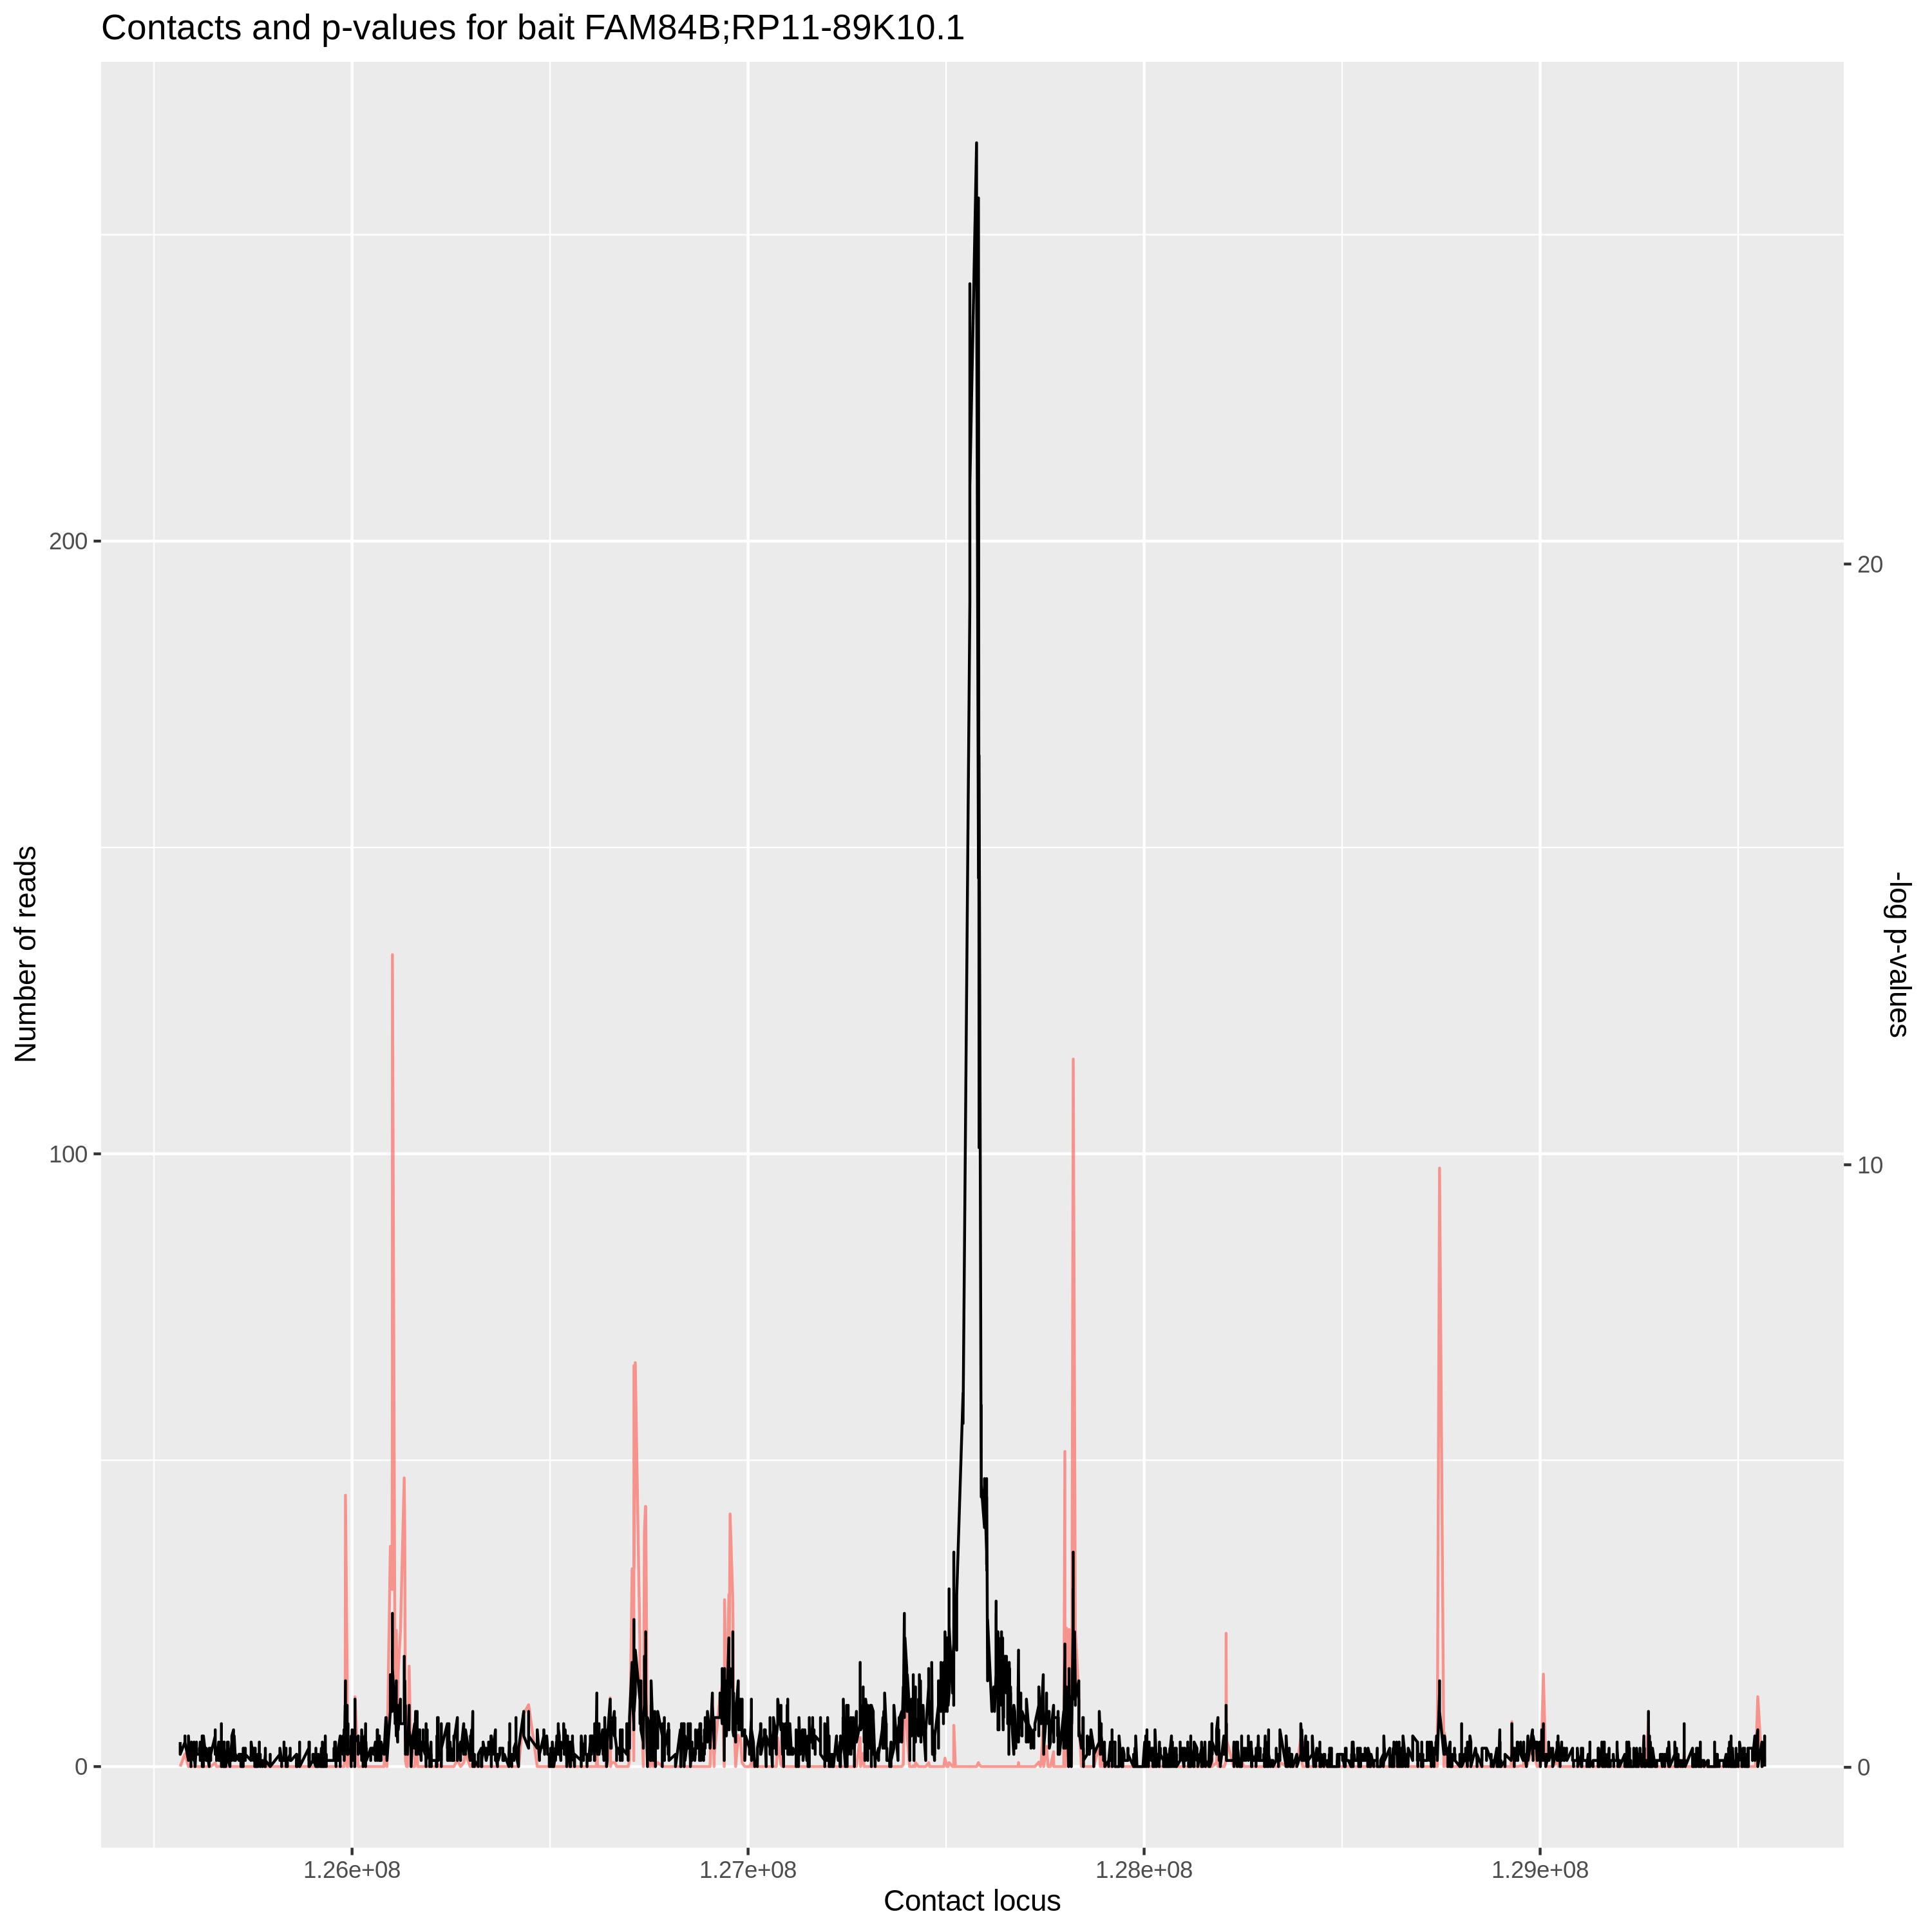 Contacts and p-values for bait FAM84B;RP11-89K10.1
Number of reads
200
100
0
20
10
0
-log p-values
1.26e+08 1.27e+08 1.28e+08 1.29e+08
Contact locus